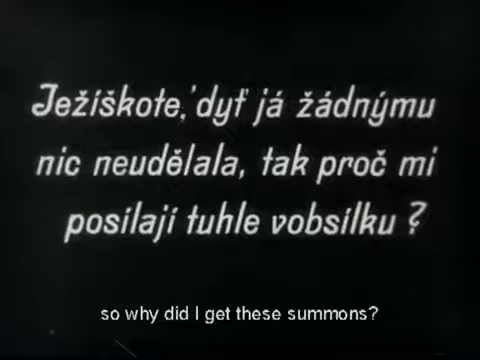 Ježíškote, 'dyť já žádnýmu
nic neudělala, tak proč mi
posílají tuhle vobsílku?
so why did I get these summons?